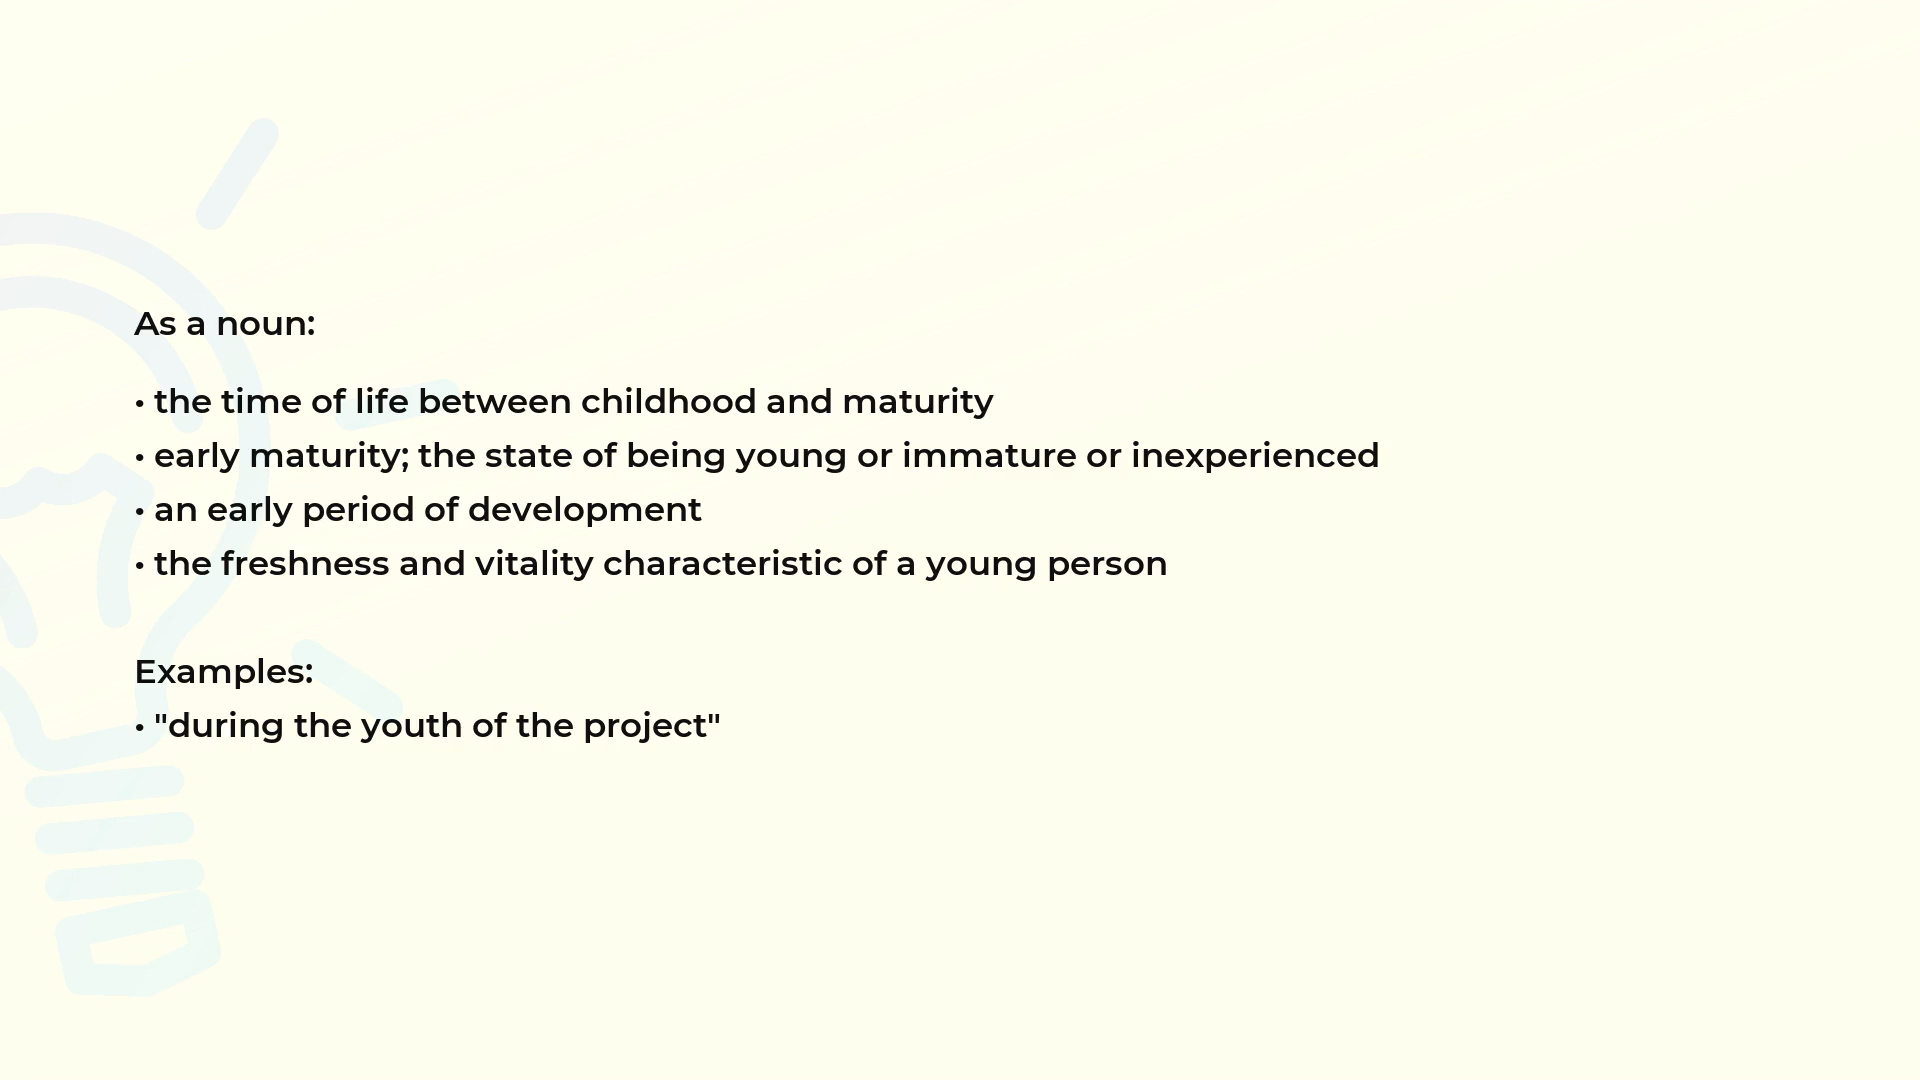 As a noun:
• the time of life between childhood and maturity
• early maturity; the state of being young or immature or inexperienced
• an early period of development
• the freshness and vitality characteristic of a young person
Examples:
• "during the youth of the project"